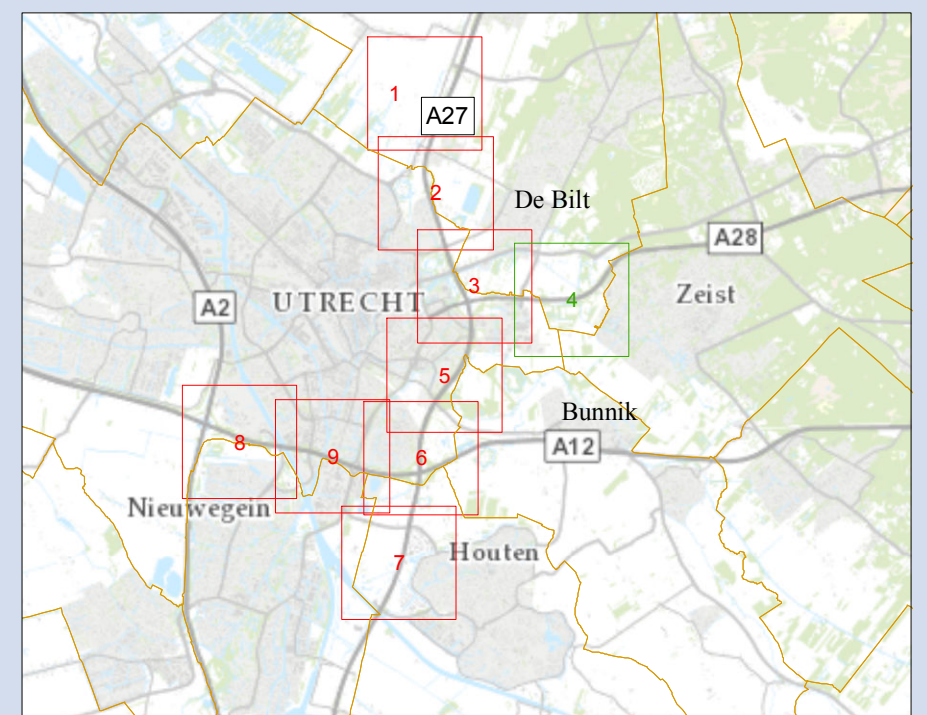 1
A27
2
De Bilt
A28
3
4
Zeist
A2
UTRECHT
5
Bunnik
8
9
6
A12
Nieuwegein
Houten
7